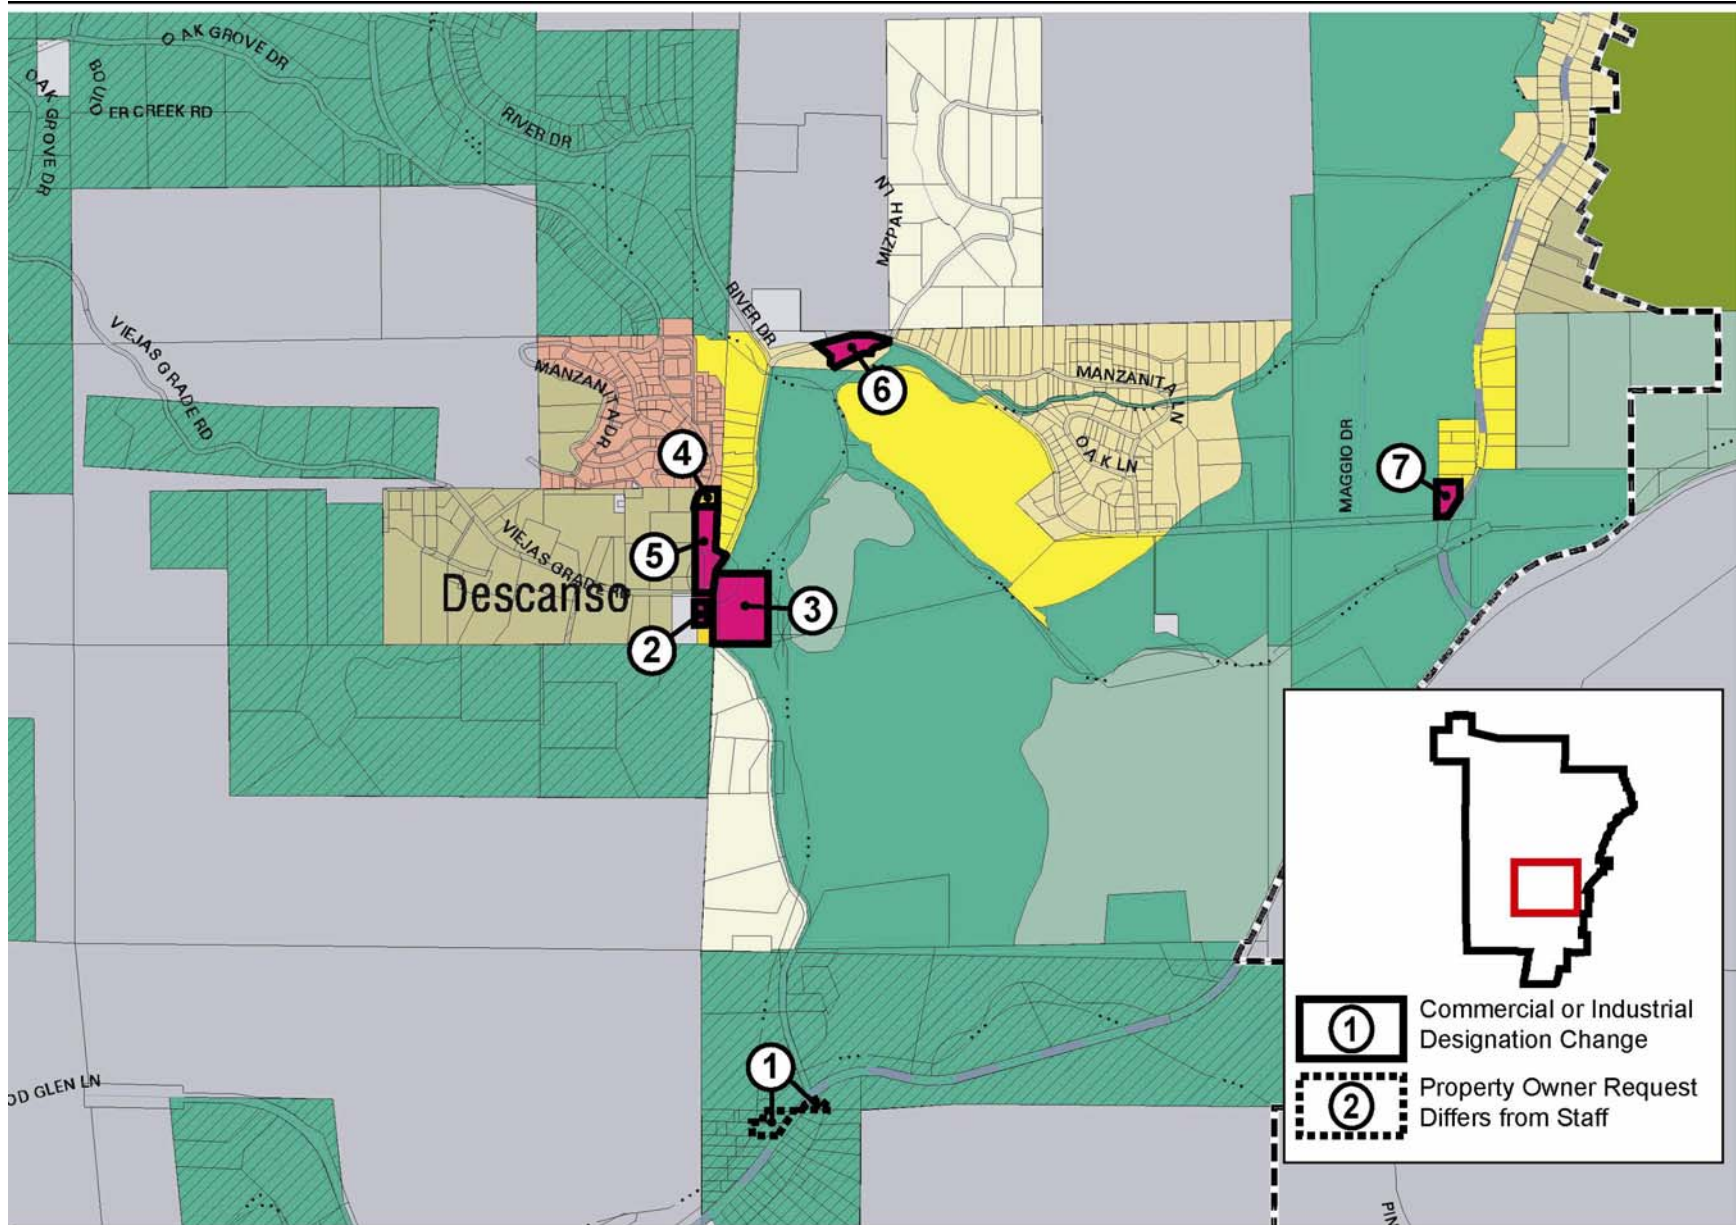 OAK GROVE DR
OAK GROVE DR
BOULD
ER CREEK RD
RIVER DR
MIZPAH LN
RIVER DR
VIEJAS GRADE RD
MANZANITA DR
MANZANITA LN
6
OAK LN
4
7
MAGGIO DR
VIEJAS GRADE RD
5
Descanso
3
2
1
OD GLEN LN
PIN
1
Commercial or Industrial
Designation Change
2
Property Owner Request
Differs from Staff